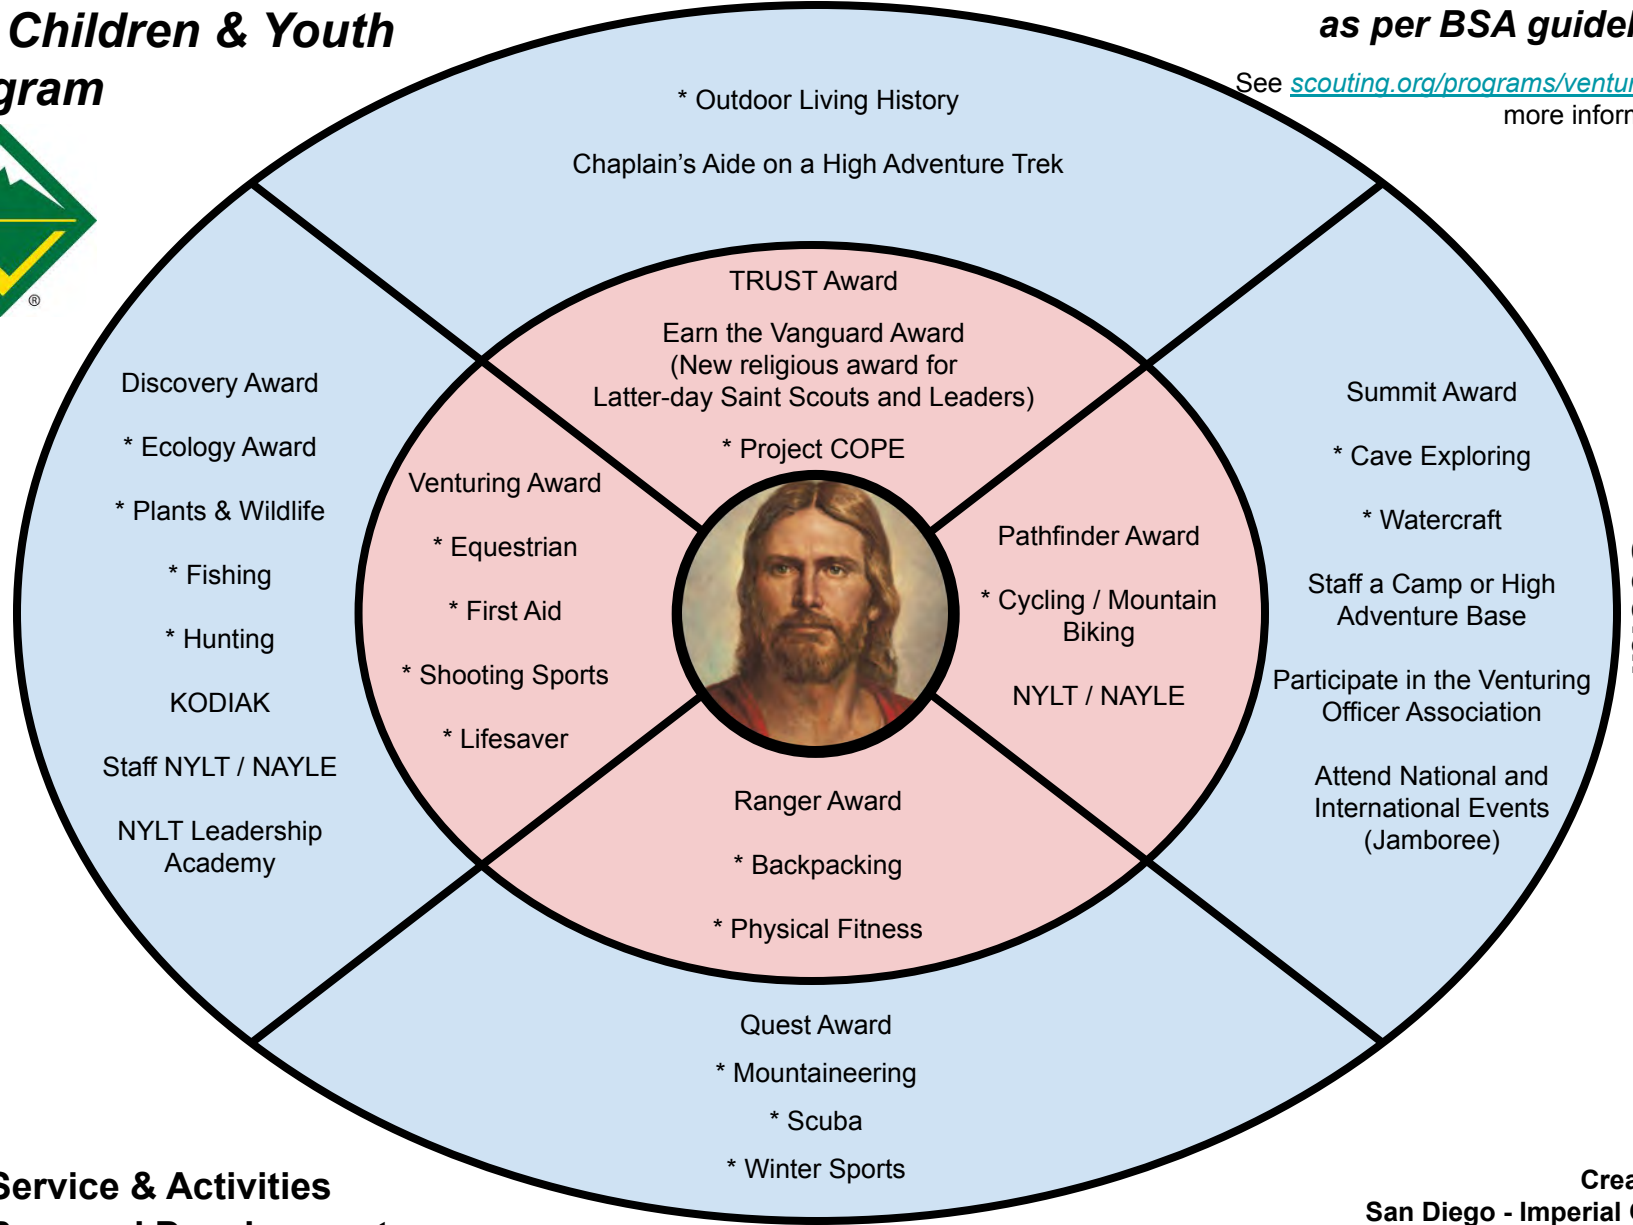 Children & Youth
gram
®
as per BSA
See scouting.org/programs/
more
* Outdoor Living History
Chaplain’s Aide on a High Adventure Trek
TRUST Award
Earn the Vanguard Award
(New religious award for
Latter-day Saint Scouts and Leaders)
* Project COPE
Discovery Award
* Ecology Award
* Plants & Wildlife
* Fishing
* Hunting
KODIAK
Staff NYLT / NAYLE
NYLT Leadership
Academy
Venturing Award
* Equestrian
* First Aid
* Shooting Sports
* Lifesaver
Pathfinder Award
* Cycling / Mountain
Biking
NYLT / NAYLE
Summit Award
* Cave Exploring
* Watercraft
Staff a Camp or High
Adventure Base
Participate in the Venturing
Officer Association
Attend National and
International Events
(Jamboree)
Ranger Award
* Backpacking
* Physical Fitness
Quest Award
* Mountaineering
* Scuba
* Winter Sports
Service & Activities
San Diego - Imperial